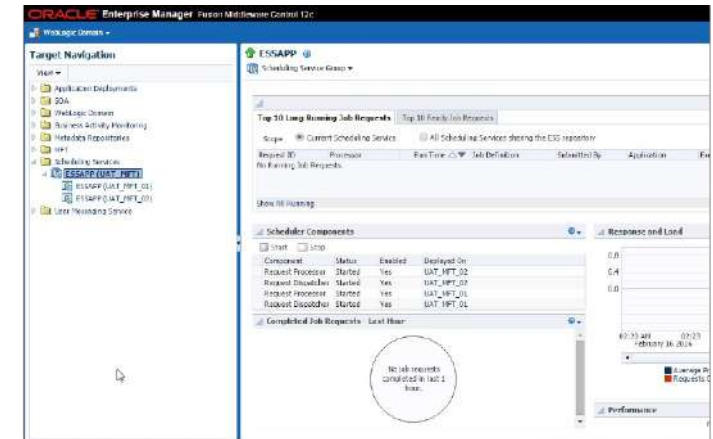 ORACLE Enterprise Manager Fusion Middleware Control 12c
WebLogic Domain
Target Navigation
View
Application Deployments
SOA
WebLogic Domain
Business Activity Monitoring
Metadata Repositories
MFT
Scheduling Services
ESSAPP (UAT_MFT)
ESSAPP (UAT_MFT_01)
ESSAPP (UAT_MFT_02)
User Messaging Service
ESSAPP
Scheduling Service Group
Top 10 Long Running Job Requests Top 10 Ready Job Requests
Scope Current Scheduling Service All Scheduling Services sharing the ESS repository
Request ID Processor Run Time Job Definition Submitted By Application
No Running Job Requests.
Show All Running
Scheduler Components
Start Stop
Component Status Enabled Deployed On
Request Processor Started Yes UAT_MFT_02
Request Dispatcher Started Yes UAT_MFT_02
Request Processor Started Yes UAT_MFT_01
Request Dispatcher Started Yes UAT_MFT_01
Completed Job Requests Last Hour
No job requests
completed in last 1
hour.
Response and Load
0.8
0.4
0.0
02:23
February 16 2016
Average
Requests
Performance